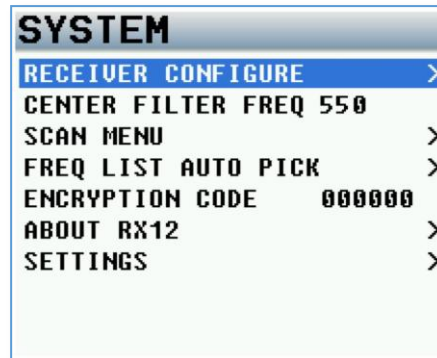 SYSTEM
RECEIVER CONFIGURE >
CENTER FILTER FREQ 550
SCAN MENU >
FREQ LIST AUTO PICK >
ENCRYPTION CODE 000000
ABOUT RX12 >
SETTINGS >